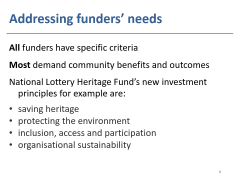 Addressing funders' needs
All funders have specific criteria
Most demand community benefits and outcomes
National Lottery Heritage Fund's new investment
principles for example are:
• saving heritage
• protecting the environment
• inclusion, access and participation
• organisational sustainability